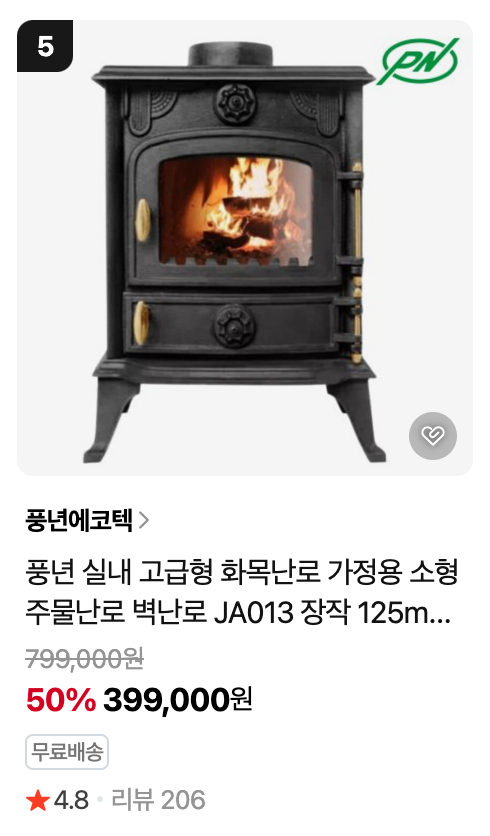 5
PN
풍년에코텍
풍년 실내 고급형 화목난로 가정용 소형
주물난로 벽난로 JA013 장작 125m...
799,000원
50% 399,000원
무료배송
4.8 리뷰 206